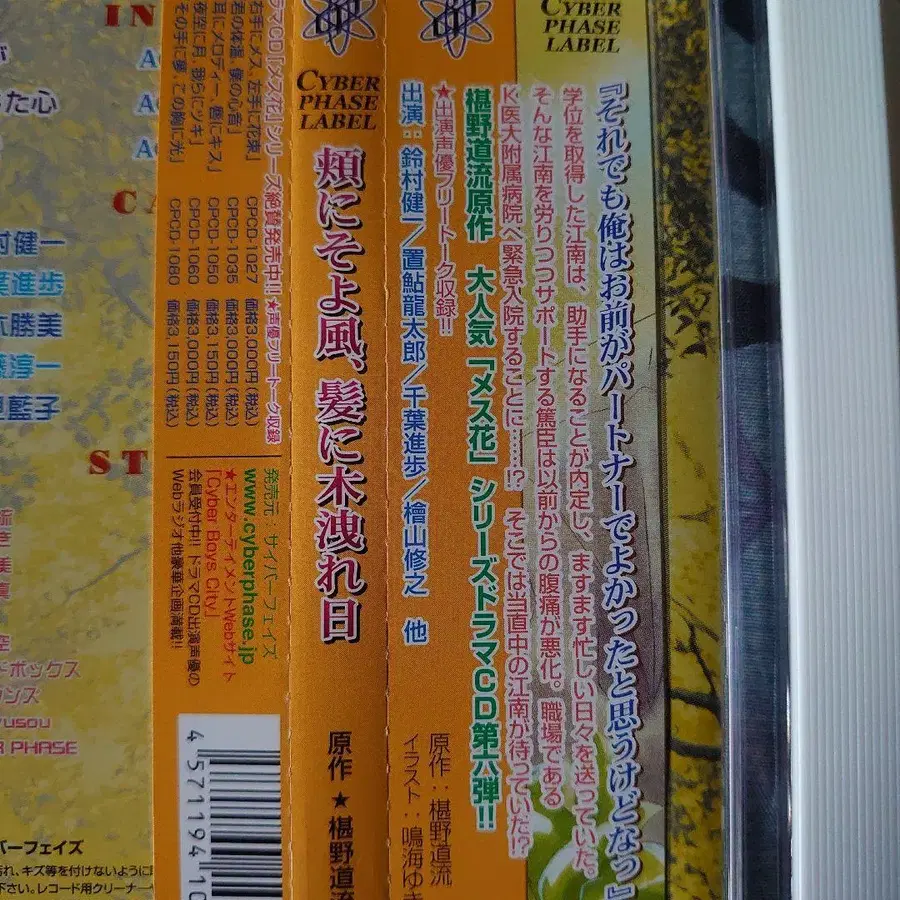 CYBER
PHASE
LABEL
『それでも俺はお前がパートナーでよかったと思うけどなっ』
学位を取得した江南は、助手になることが内定し、ますます忙しい日々を送っていた。
そんな江南を労りつつサポートする篤臣は以前からの腹痛が悪化。職場である
K医大附属病院へ緊急入院することに……!? そこでは当直中の江南が待っていた!?
椹野道流原作 大人気「メス花」シリーズドラマCD第六弾!!
★出演声優フリートーク収録!!
出演：鈴村健一/置鮎龍太郎/千葉進歩/檜山修之 他
原作：椹野道流
イラスト：鳴海ゆき
CYBER
PHASE
LABEL
頬にそよ風、髪に木洩れ日
原作★椹野道流
ラマCD「メス花」シリーズ絶賛発売中!! ★声優フリートーク収録
右手にメス、左手に花束」 CPCD-1027 価格3,000円(税込)
君の体温、僕の心音」 CPCD-1035 価格3,000円(税込)
耳にメロディー、唇にキス」 CPCD-1050 価格3,150円(税込)
夜空に月、我らにツキ」 CPCD-1060 価格3,000円(税込)
その手に夢、この胸に光」 CPCD-1080 価格3,150円(税込)
発売元：サイバーフェイズ
www.cyberphase.jp
★エンターテイメントWebサイト
「Cyber Boys City」
会員受付中!! ドラマCD出演声優の
Webラジオ他豪華企画満載!!
4 571194 10
IN
が
た心
CA
村健一
葉進歩
勝美
淳一
藍子
ST
ドボックス
ンス
yusou
R PHASE
バーフェイズ
汚れ、キズ等を付けないように
下さい。レコード用クリーナー